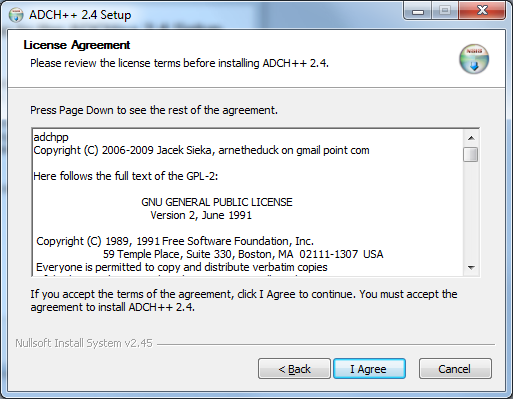 ADCH++ 2.4 Setup
License Agreement
Please review the license terms before installing ADCH++ 2.4.
Press Page Down to see the rest of the agreement.
adchpp
Copyright (C) 2006-2009 Jacek Sieka, arnetheduck on gmail point com
Here follows the full text of the GPL-2:
GNU GENERAL PUBLIC LICENSE
Version 2, June 1991
Copyright (C) 1989, 1991 Free Software Foundation, Inc.
59 Temple Place, Suite 330, Boston, MA 02111-1307 USA
Everyone is permitted to copy and distribute verbatim copies
If you accept the terms of the agreement, click I Agree to continue. You must accept the
agreement to install ADCH++ 2.4.
Nullsoft Install System v2.45
< Back
I Agree
Cancel